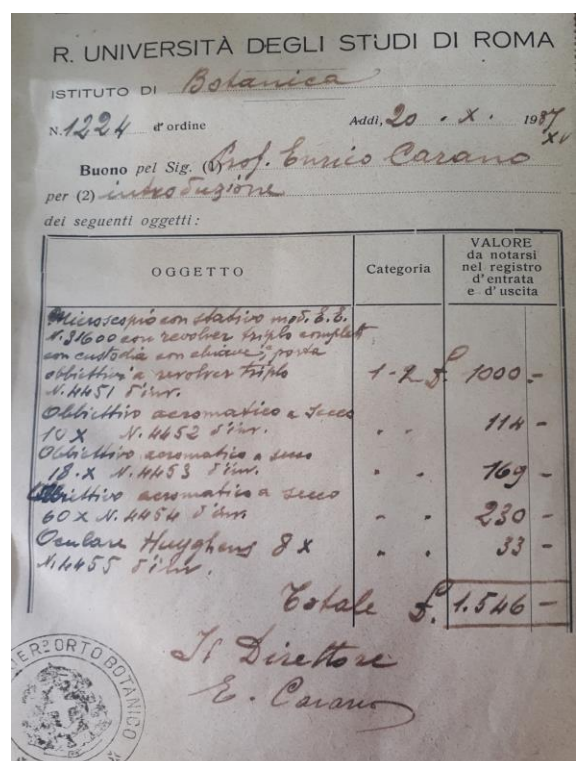 R. UNIVERSITÀ DEGLI STUDI DI ROMA
ISTITUTO DI Botanica
N. 1224 d'ordine Addi, 20 . X . 1937
XV
Buono pel Sig. (1) Prof. Enrico Carano
per (2) introduzione
dei seguenti oggetti:
OGGETTO Categoria VALORE
da notarsi
nel registro
d'entrata
e d'uscita
Microscopio con stativo mod. E.E.
N. 31600 con revolver triplo complett
con custodia con chiave, porta
obbiettivi a revolver triplo
N. 4451 d'inv. 1-2 £. 1000.-
Obbiettivo acromatico a secco
10 X N. 4452 d'inv. " " 114 -
Obbiettivo acromatico a secco
18 X N. 4453 d'inv. " " 169 -
Obbiettivo acromatico a secco
60 X N. 4454 d'inv. " " 230 -
Oculare Huyghens 8 X " " 33 -
N. 4455 d'inv.
Totale £. 1.546 -
Il Direttore
E. Carano
ORTO BOTANICO